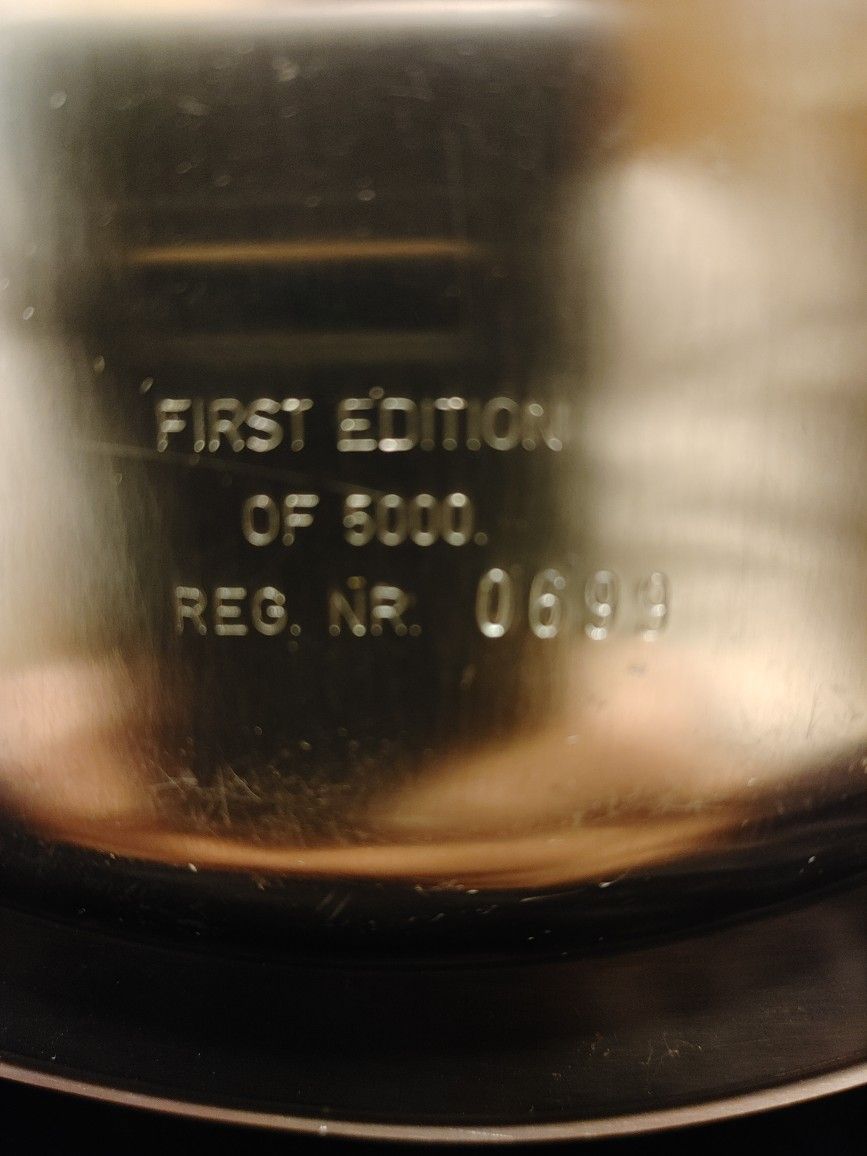 FIRST EDITION
OF 5000.
REG. NR. 0699